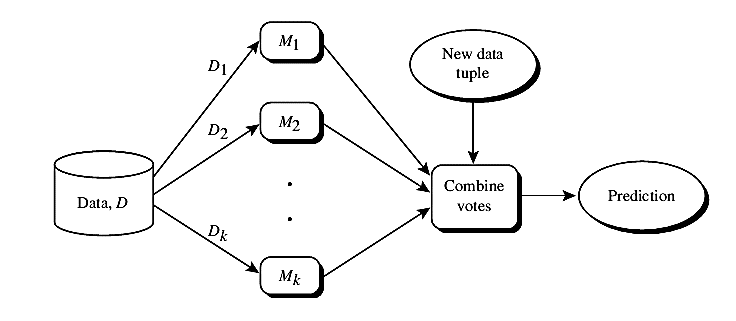 D1
M1
D2
M2
Dk
Mk
Data, D
New data
tuple
Combine
votes
Prediction